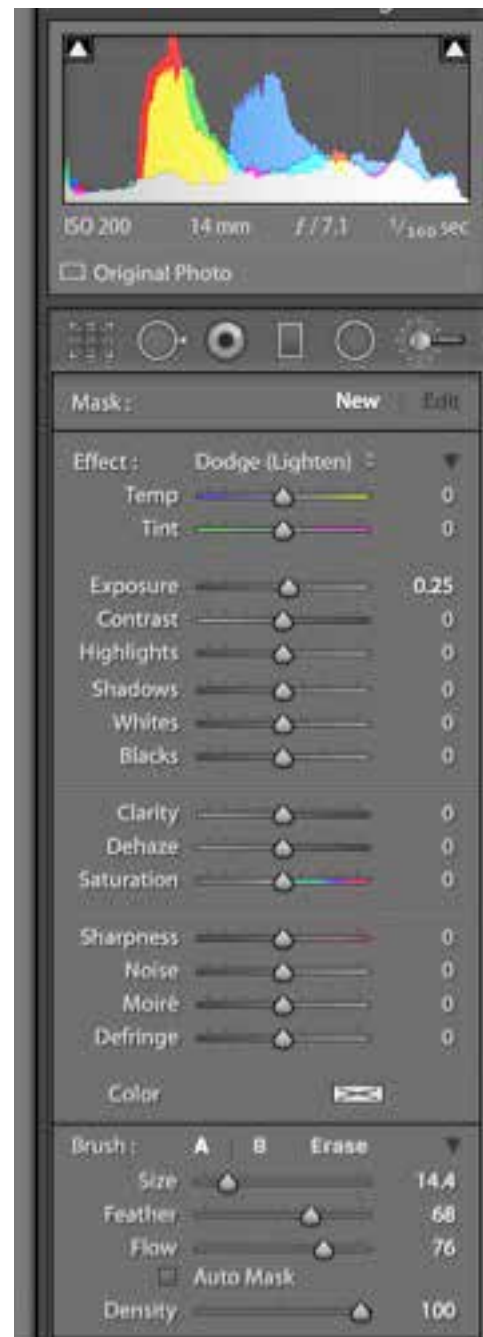 ISO 200 14 mm ƒ / 7.1 1/160 sec
Original Photo
Mask : New Edit
Effect : Dodge (Lighten)
Temp 0
Tint 0
Exposure 0.25
Contrast 0
Highlights 0
Shadows 0
Whites 0
Blacks 0
Clarity 0
Dehaze 0
Saturation 0
Sharpness 0
Noise 0
Moiré 0
Defringe 0
Color
Brush : A B Erase
Size 14.4
Feather 68
Flow 76
Auto Mask
Density 100